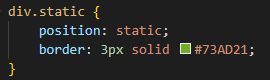 div.static {
    position: static;
    border: 3px solid #73AD21;
}